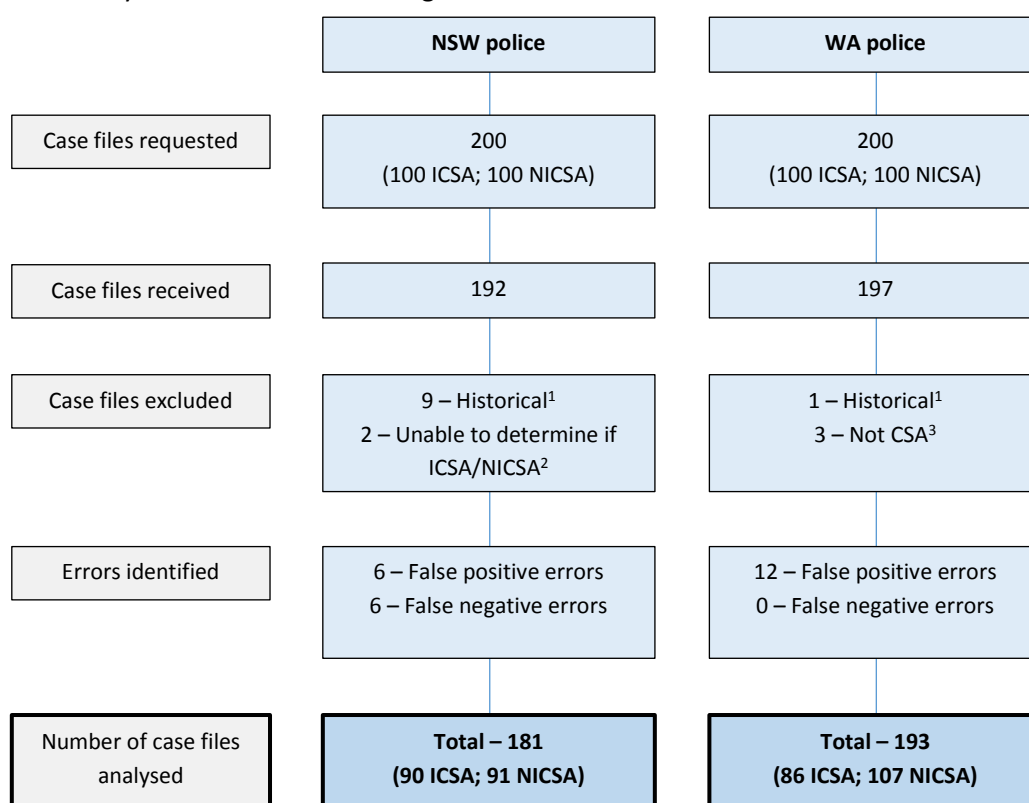 NSW police
WA police
Case files requested
200
(100 ICSA; 100 NICSA)
200
(100 ICSA; 100 NICSA)
Case files received
192
197
Case files excluded
9 – Historical¹
2 – Unable to determine if
ICSA/NICSA²
1 – Historical¹
3 – Not CSA³
Errors identified
6 – False positive errors
6 – False negative errors
12 – False positive errors
0 – False negative errors
Number of case files
analysed
Total – 181
(90 ICSA; 91 NICSA)
Total – 193
(86 ICSA; 107 NICSA)